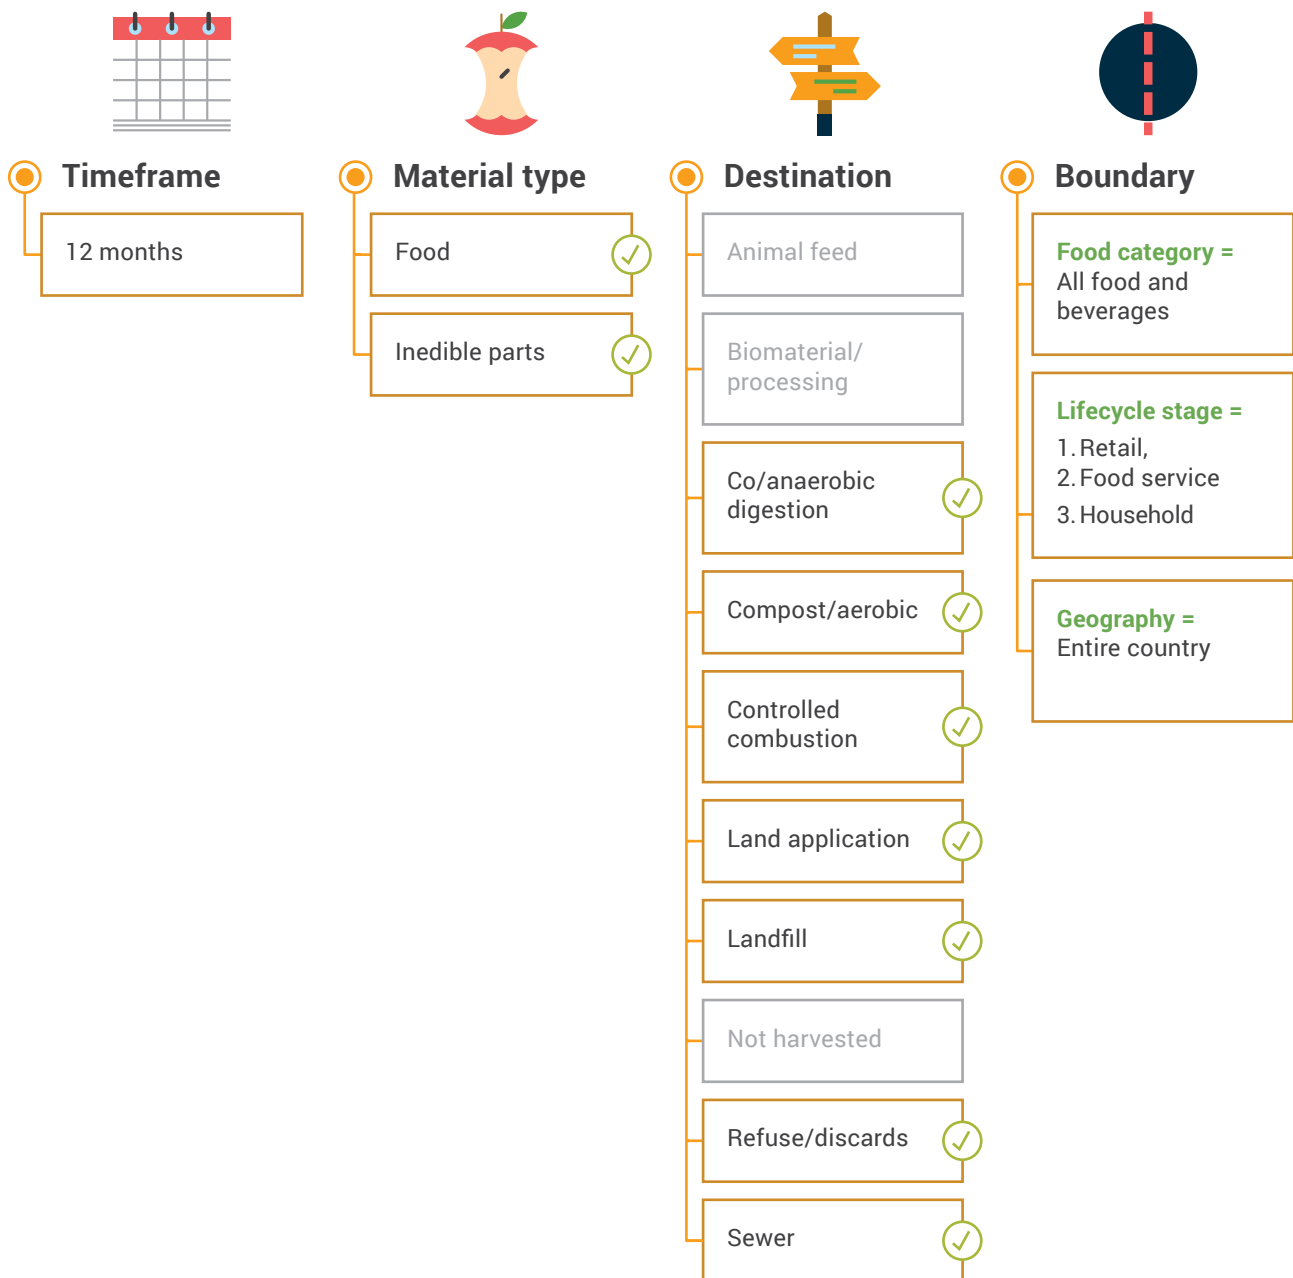 Timeframe
12 months
Material type
Food
Inedible parts
Destination
Animal feed
Biomaterial/
processing
Co/anaerobic
digestion
Compost/aerobic
Controlled
combustion
Land application
Landfill
Not harvested
Refuse/discards
Sewer
Boundary
Food category =
All food and
beverages
Lifecycle stage =
1. Retail,
2. Food service
3. Household
Geography =
Entire country